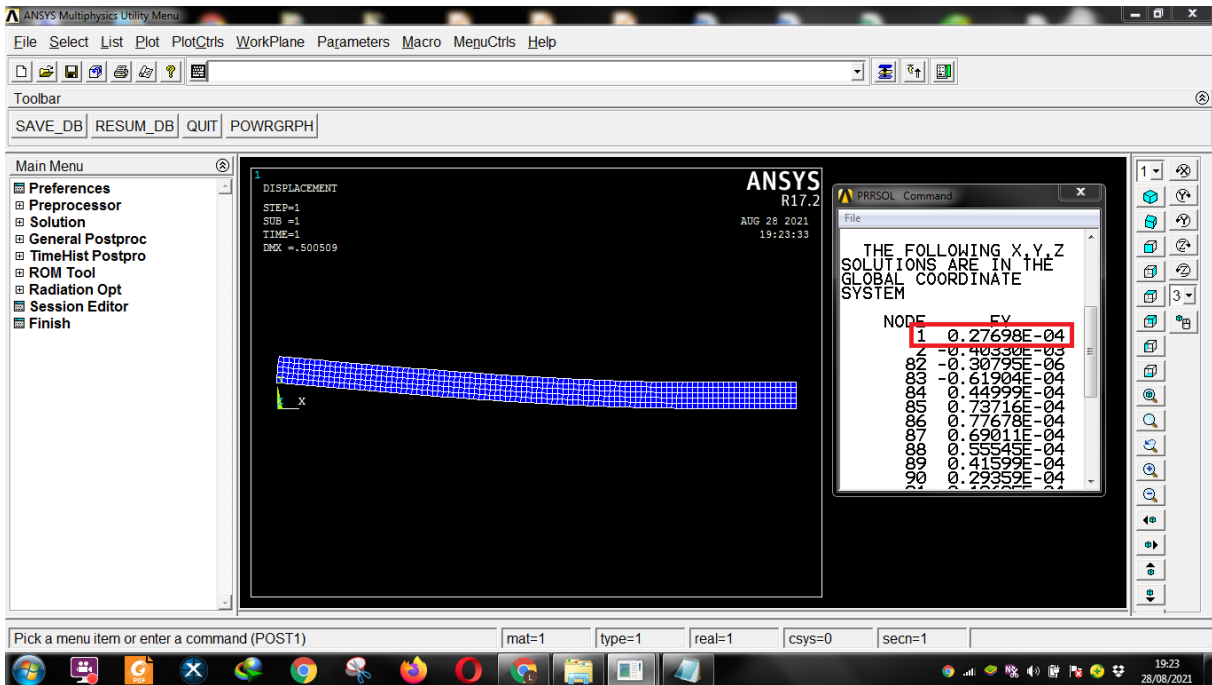 ANSYS Multiphysics Utility Menu
File Select List Plot PlotCtrls WorkPlane Parameters Macro MenuCtrls Help
Toolbar
SAVE_DB RESUM_DB QUIT POWRGRPH
Main Menu
Preferences
Preprocessor
Solution
General Postproc
TimeHist Postpro
ROM Tool
Radiation Opt
Session Editor
Finish
1
DISPLACEMENT
STEP=1
SUB =1
TIME=1
DMX =.500509
ANSYS
R17.2
AUG 28 2021
19:23:33
X
PRRSOL Command
File
THE FOLLOWING X,Y,Z
SOLUTIONS ARE IN THE
GLOBAL COORDINATE
SYSTEM
NODE
1 0.27698E-04
2 -0.40330E-03
82 -0.30795E-06
83 -0.61904E-04
84 0.44999E-04
85 0.73716E-04
86 0.77678E-04
87 0.69011E-04
88 0.55545E-04
89 0.41599E-04
90 0.29359E-04
1
3
Pick a menu item or enter a command (POST1)
mat=1 type=1 real=1 csys=0 secn=1
19:23
28/08/2021